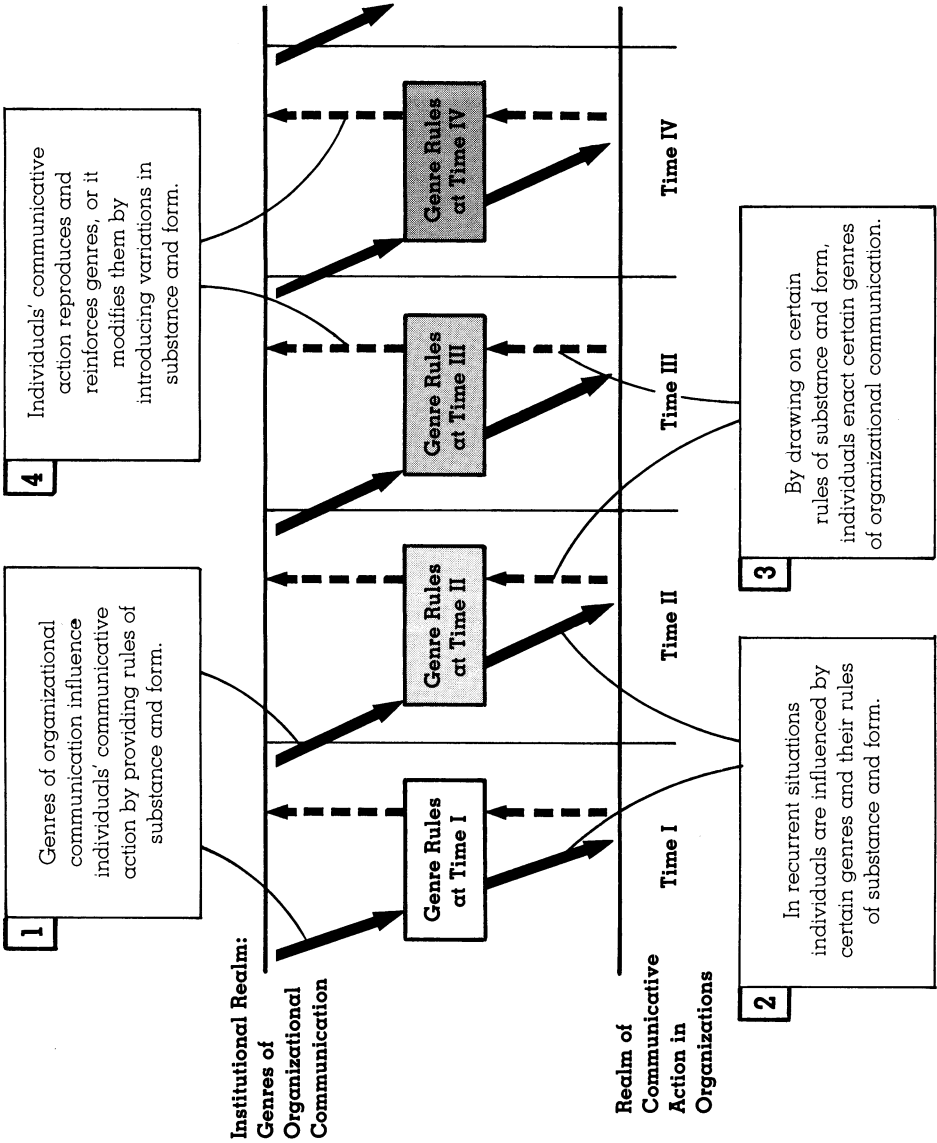 1
Genres of organizational
communication influence
individuals' communicative
action by providing rules of
substance and form.
4
Individuals' communicative
action reproduces and
reinforces genres, or it
modifies them by
introducing variations in
substance and form.
Institutional Realm:
Genres of
Organizational
Communication
Genre Rules
at Time I
Genre Rules
at Time II
Genre Rules
at Time III
Genre Rules
at Time IV
Realm of
Communicative
Action in
Organizations
Time I
Time II
Time III
Time IV
2
In recurrent situations
individuals are influenced by
certain genres and their rules
of substance and form.
3
By drawing on certain
rules of substance and form,
individuals enact certain genres
of organizational communication.